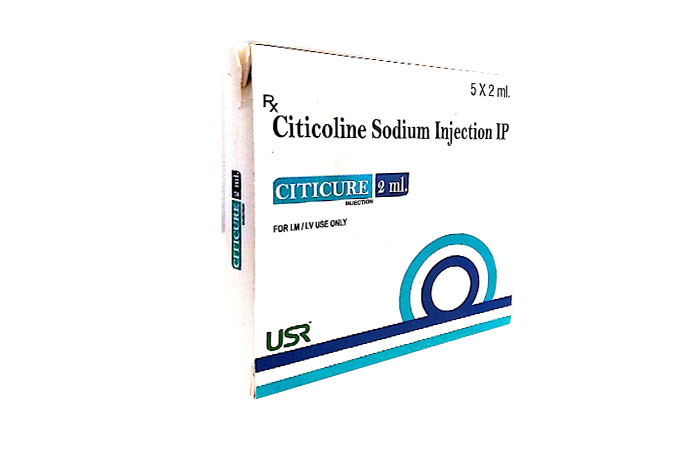 5 X 2 ml.
Rx
Citicoline Sodium Injection IP
CITICURE 2 ml.
INJECTION
FOR I.M / I.V USE ONLY
USR
CITICURE 2 ml.
INJECTION